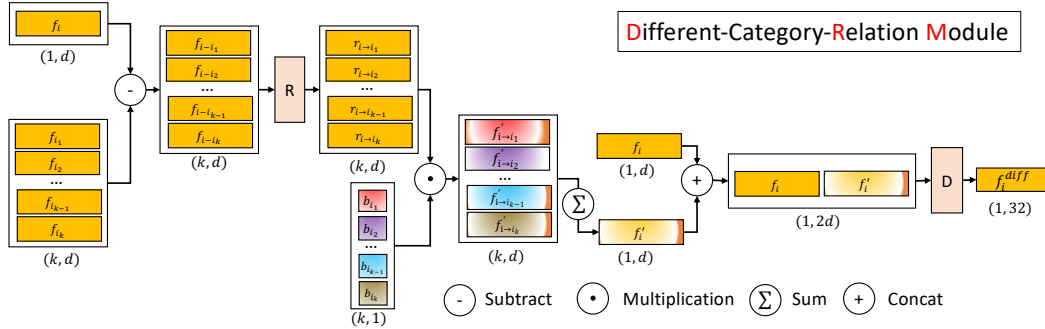 Different-Category-Relation Module
f_i
(1, d)
f_{i_1}
f_{i_2}
...
f_{i_{k-1}}
f_{i_k}
(k, d)
-
f_{i-i_1}
f_{i-i_2}
...
f_{i-i_{k-1}}
f_{i-i_k}
(k, d)
R
r_{i→i_1}
r_{i→i_2}
...
r_{i→i_{k-1}}
r_{i→i_k}
(k, d)
b_{i_1}
b_{i_2}
...
b_{i_{k-1}}
b_{i_k}
(k, 1)
•
f'_{i→i_1}
f'_{i→i_2}
...
f'_{i→i_{k-1}}
f'_{i→i_k}
(k, d)
∑
f_i
(1, d)
f_i'
(1, d)
+
f_i
f_i'
(1, 2d)
D
f_i^{diff}
(1, 32)
- Subtract
• Multiplication
∑ Sum
+ Concat